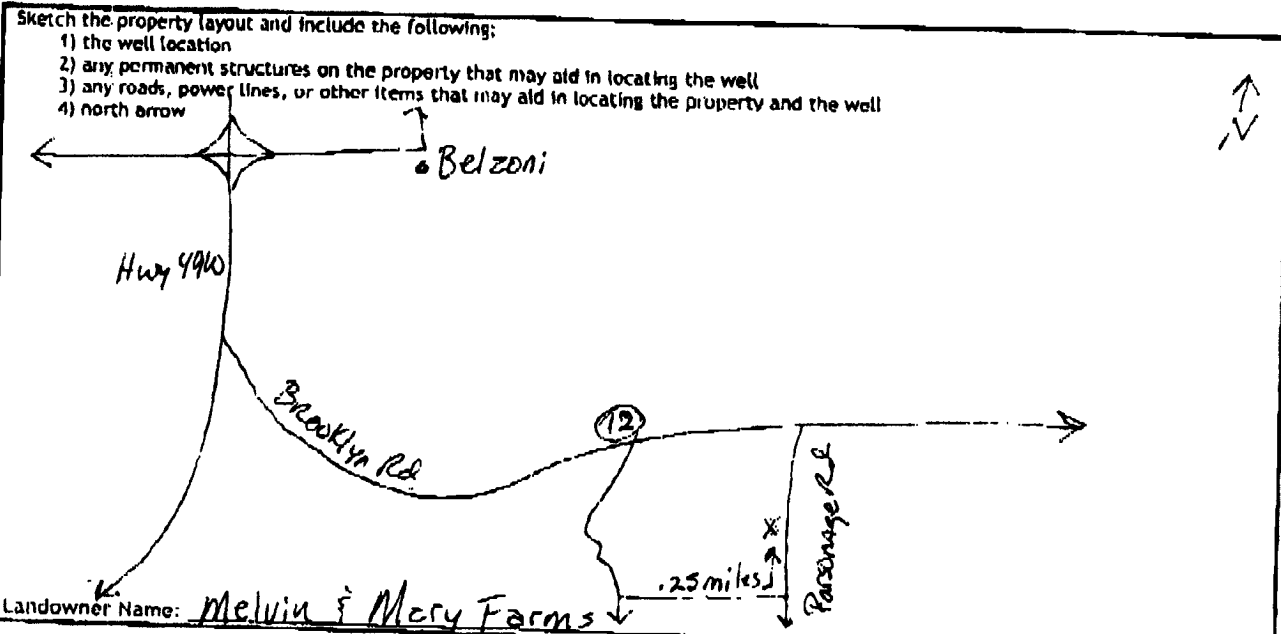 Sketch the property layout and include the following:
1) the well location
2) any permanent structures on the property that may aid in locating the well
3) any roads, power lines, or other items that may aid in locating the property and the well
4) north arrow
N
Belzoni
Hwy 49W
Brooklyn Rd
12
X
Parsonage Rd
.25 miles
Landowner Name: Melvin & Mary Farms